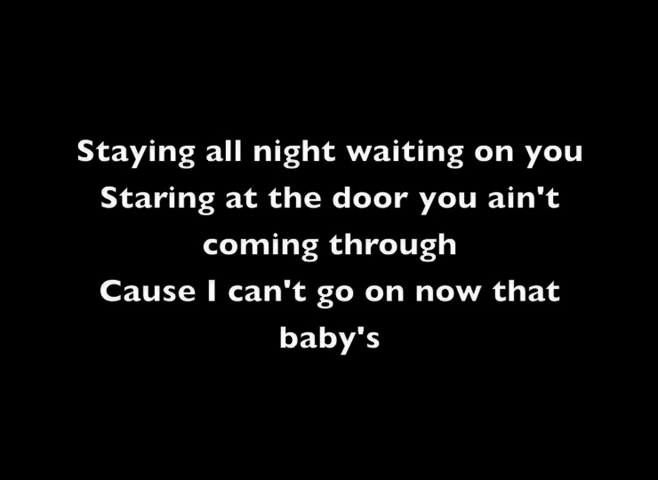 Staying all night waiting on you
Staring at the door you ain't
coming through
Cause I can't go on now that
baby's